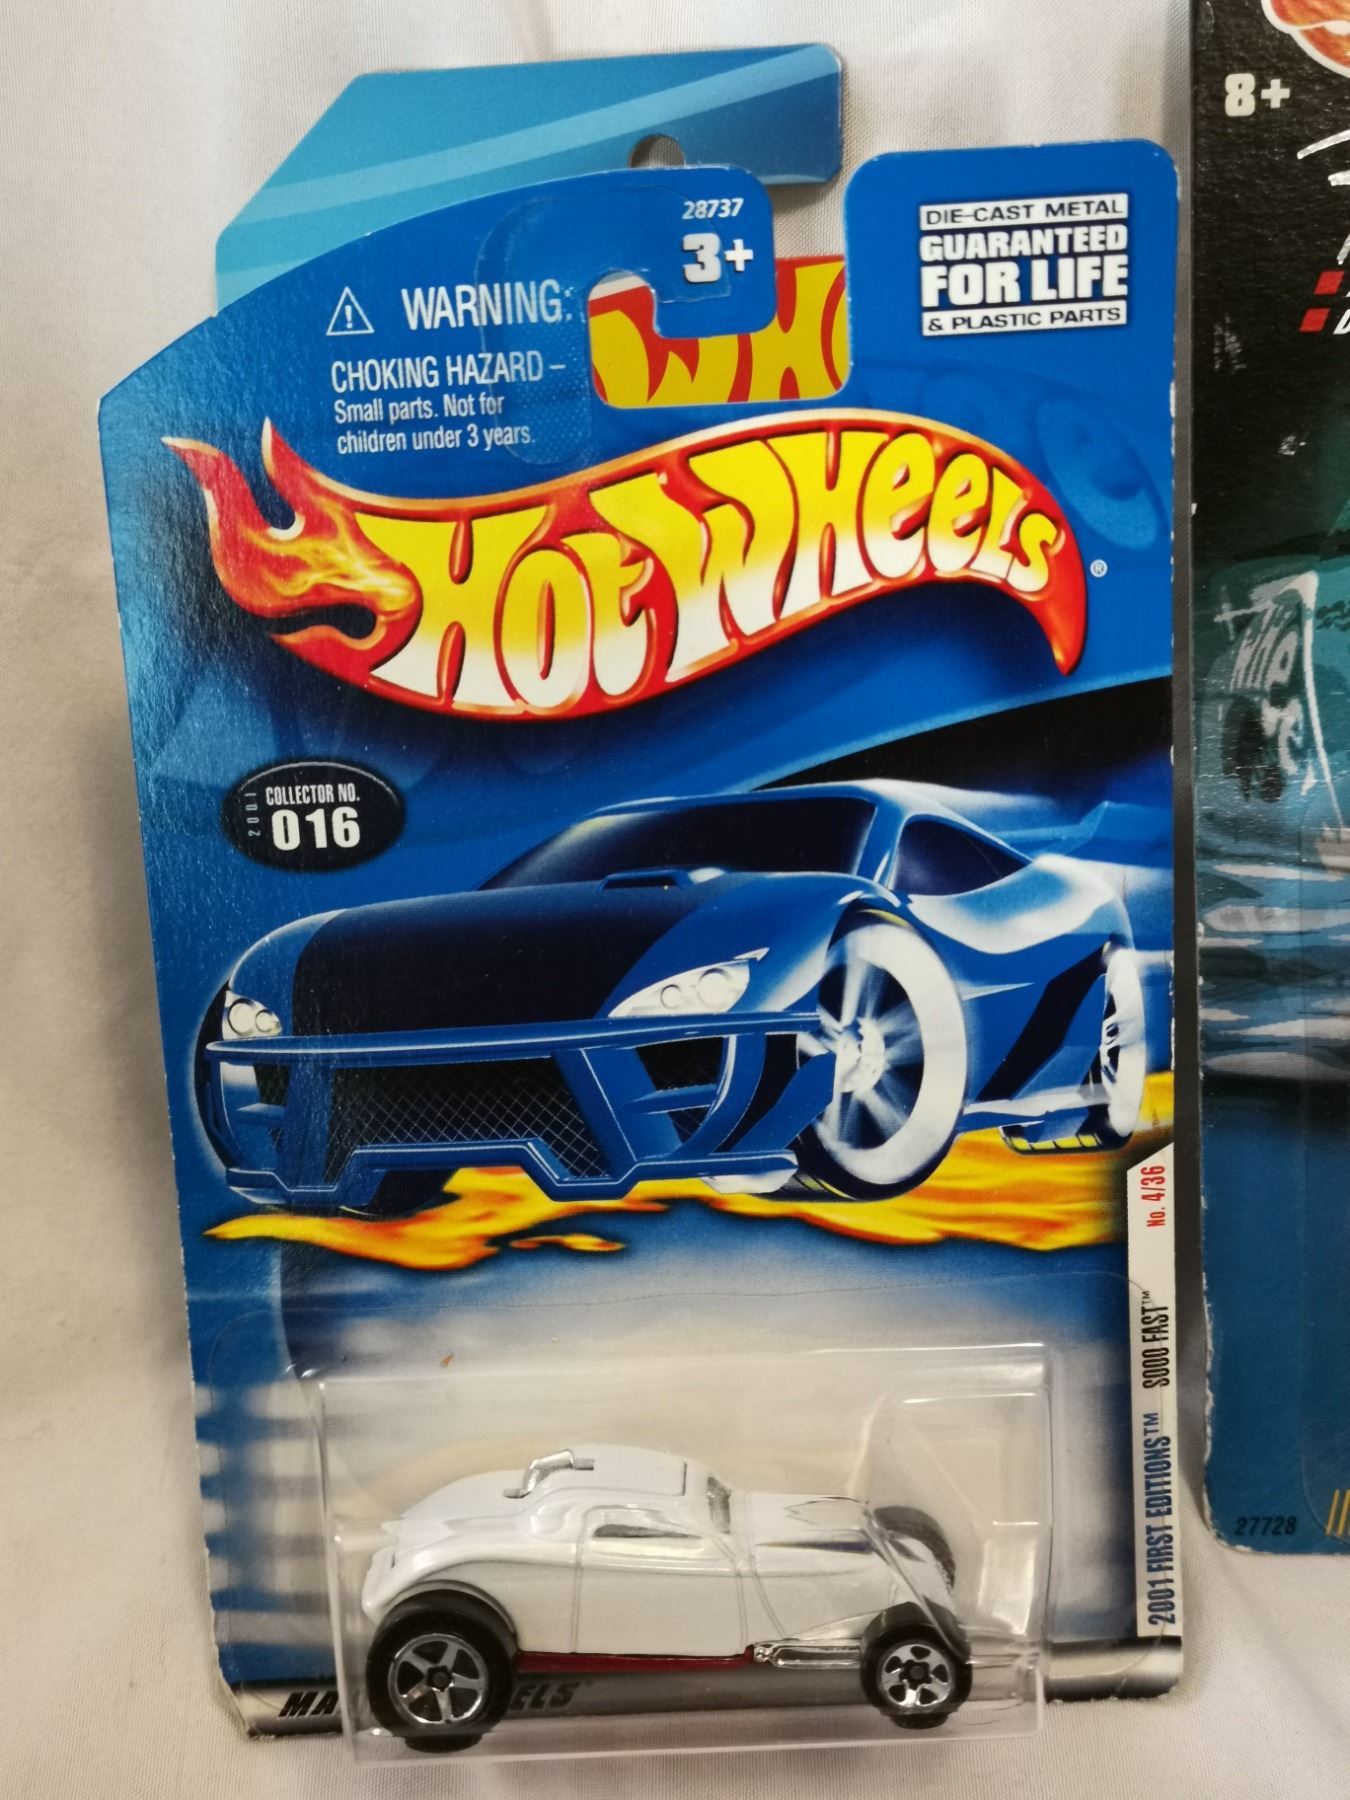 28737
3+
WARNING:
CHOKING HAZARD –
Small parts. Not for
children under 3 years.
DIE-CAST METAL
GUARANTEED
FOR LIFE
& PLASTIC PARTS
HOT WHEELS®
2001
COLLECTOR NO.
016
No. 4/36
2001 FIRST EDITIONS™ SOOO FAST™
8+
27728